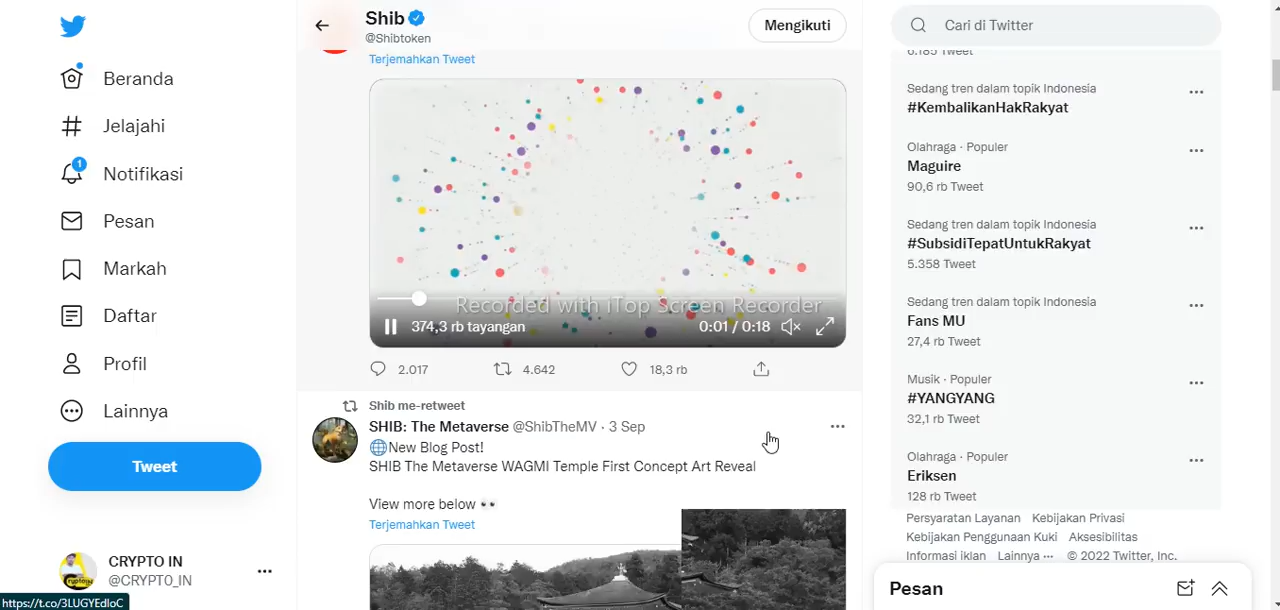 Beranda
Jelajahi
1
Notifikasi
Pesan
Markah
Daftar
Profil
Lainnya
Tweet
CRYPTO IN
@CRYPT0_IN
https://t.co/3LUGYEdloC
Shib
@Shibtoken
Mengikuti
Terjemahkan Tweet
Recorded with iTop Screen Recorder
374,3 rb tayangan
0:01 / 0:18
2.017
4.642
18,3 rb
Shib me-retweet
SHIB: The Metaverse @ShibTheMV · 3 Sep
New Blog Post!
SHIB The Metaverse WAGMI Temple First Concept Art Reveal
View more below
Terjemahkan Tweet
Cari di Twitter
6.185 Tweet
Sedang tren dalam topik Indonesia
#KembalikanHakRakyat
Olahraga · Populer
Maguire
90,6 rb Tweet
Sedang tren dalam topik Indonesia
#SubsidiTepatUntukRakyat
5.358 Tweet
Sedang tren dalam topik Indonesia
Fans MU
27,4 rb Tweet
Musik · Populer
#YANGYANG
32,1 rb Tweet
Olahraga · Populer
Eriksen
128 rb Tweet
Persyaratan Layanan Kebijakan Privasi
Kebijakan Penggunaan Kuki Aksesibilitas
Informasi iklan Lainnya ··· © 2022 Twitter, Inc.
Pesan